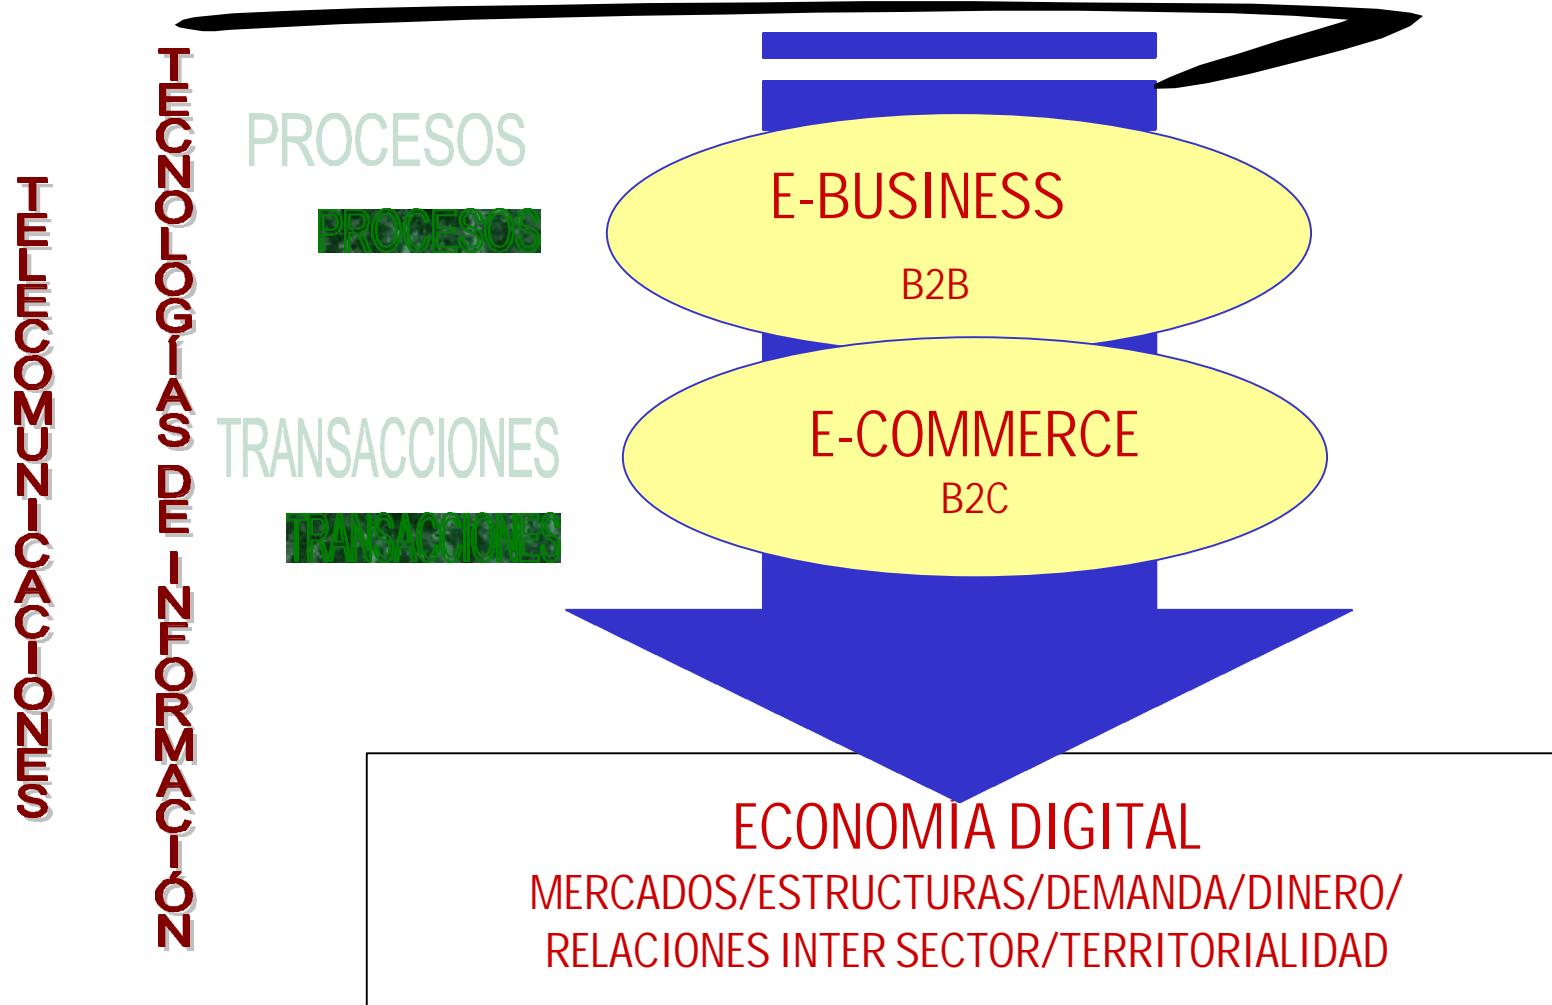 TELECOMUNICACIONES
TECNOLOGÍAS DE INFORMACIÓN
PROCESOS
PROCESOS
TRANSACCIONES
TRANSACCIONES
E-BUSINESS
B2B
E-COMMERCE
B2C
ECONOMÍA DIGITAL
MERCADOS/ESTRUCTURAS/DEMANDA/DINERO/
RELACIONES INTER SECTOR/TERRITORIALIDAD